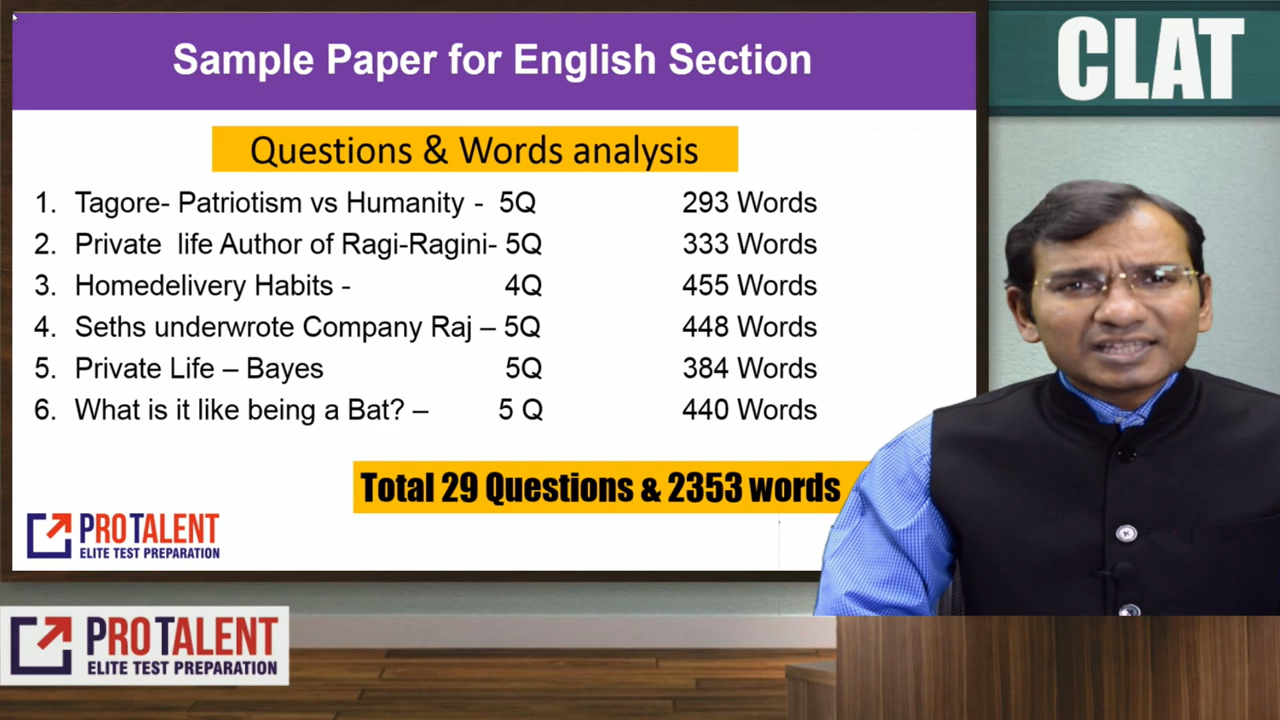 Sample Paper for English Section
CLAT
Questions & Words analysis
1. Tagore- Patriotism vs Humanity - 5Q 293 Words
2. Private life Author of Ragi-Ragini- 5Q 333 Words
3. Homedelivery Habits - 4Q 455 Words
4. Seths underwrote Company Raj – 5Q 448 Words
5. Private Life – Bayes 5Q 384 Words
6. What is it like being a Bat? – 5 Q 440 Words
Total 29 Questions & 2353 words
PROTALENT
ELITE TEST PREPARATION
PROTALENT
ELITE TEST PREPARATION